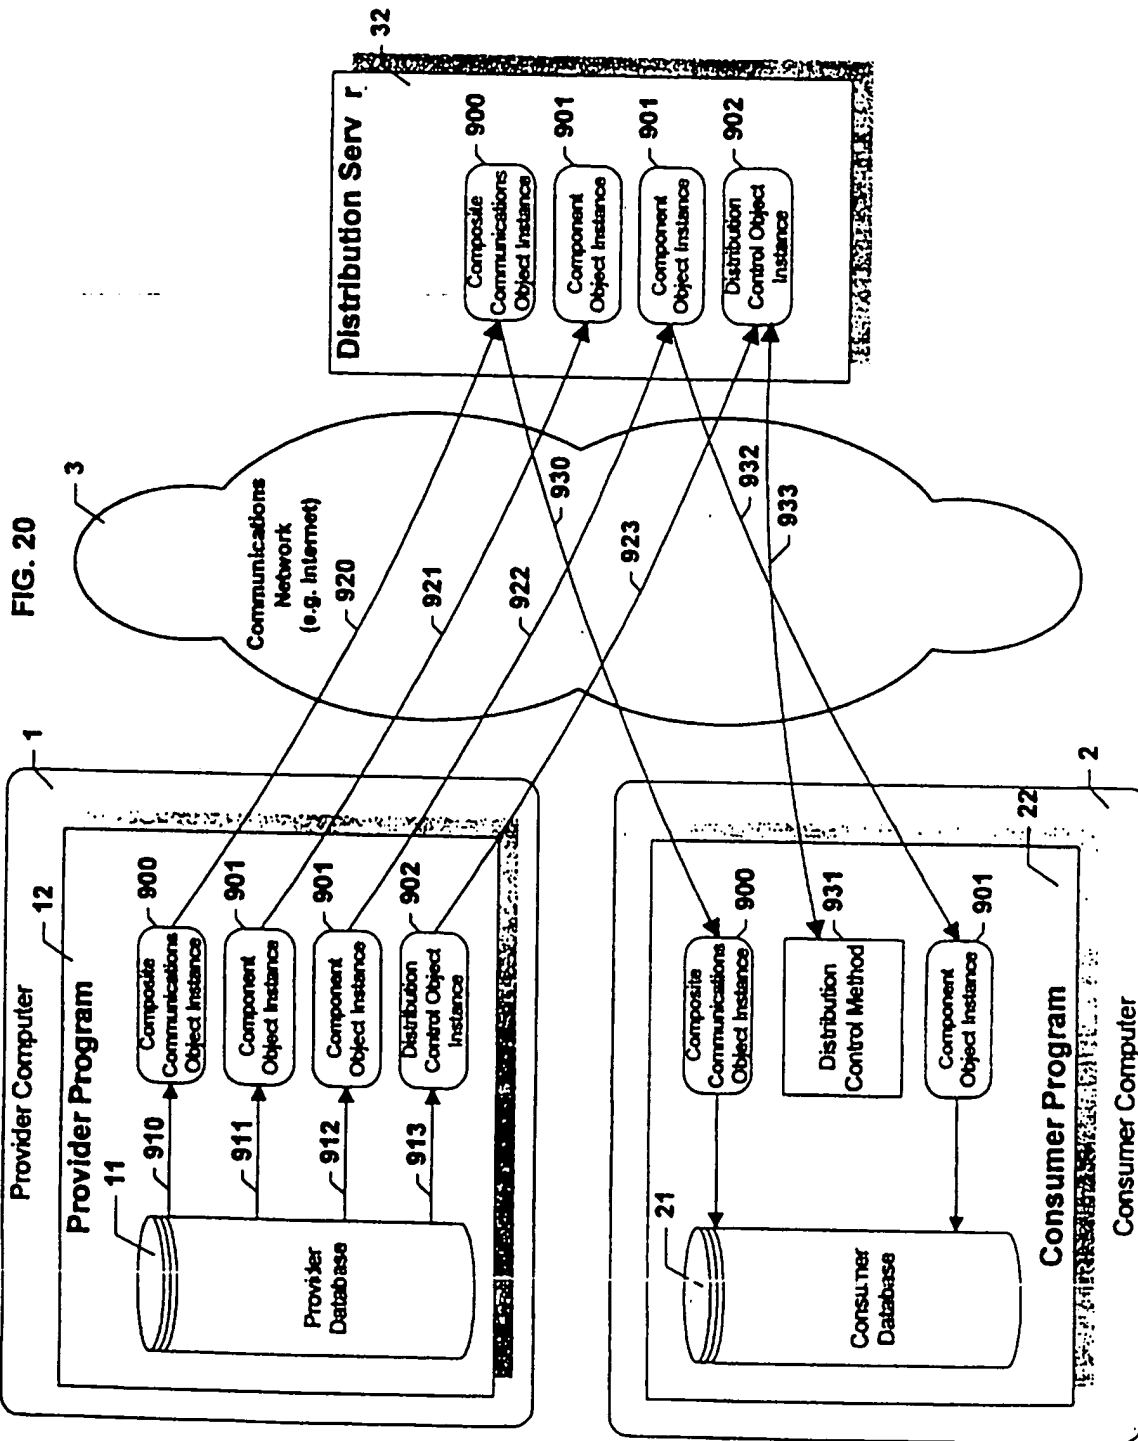 FIG. 20
Provider Computer
1
Provider Program
12
11
Provider
Database
910
911
912
913
Composite
Communications
Object Instance
900
Component
Object Instance
901
Component
Object Instance
901
Distribution
Control Object
Instance
902
3
Communications
Network
(e.g. Internet)
920
921
922
923
930
932
933
Distribution Serv r
32
Composite
Communications
Object Instance
900
Component
Object Instance
901
Component
Object Instance
901
Distribution
Control Object
Instance
902
2
22
21
Consumer
Database
Composite
Communications
Object Instance
900
Distribution
Control Method
931
Component
Object Instance
901
Consumer Program
Consumer Computer